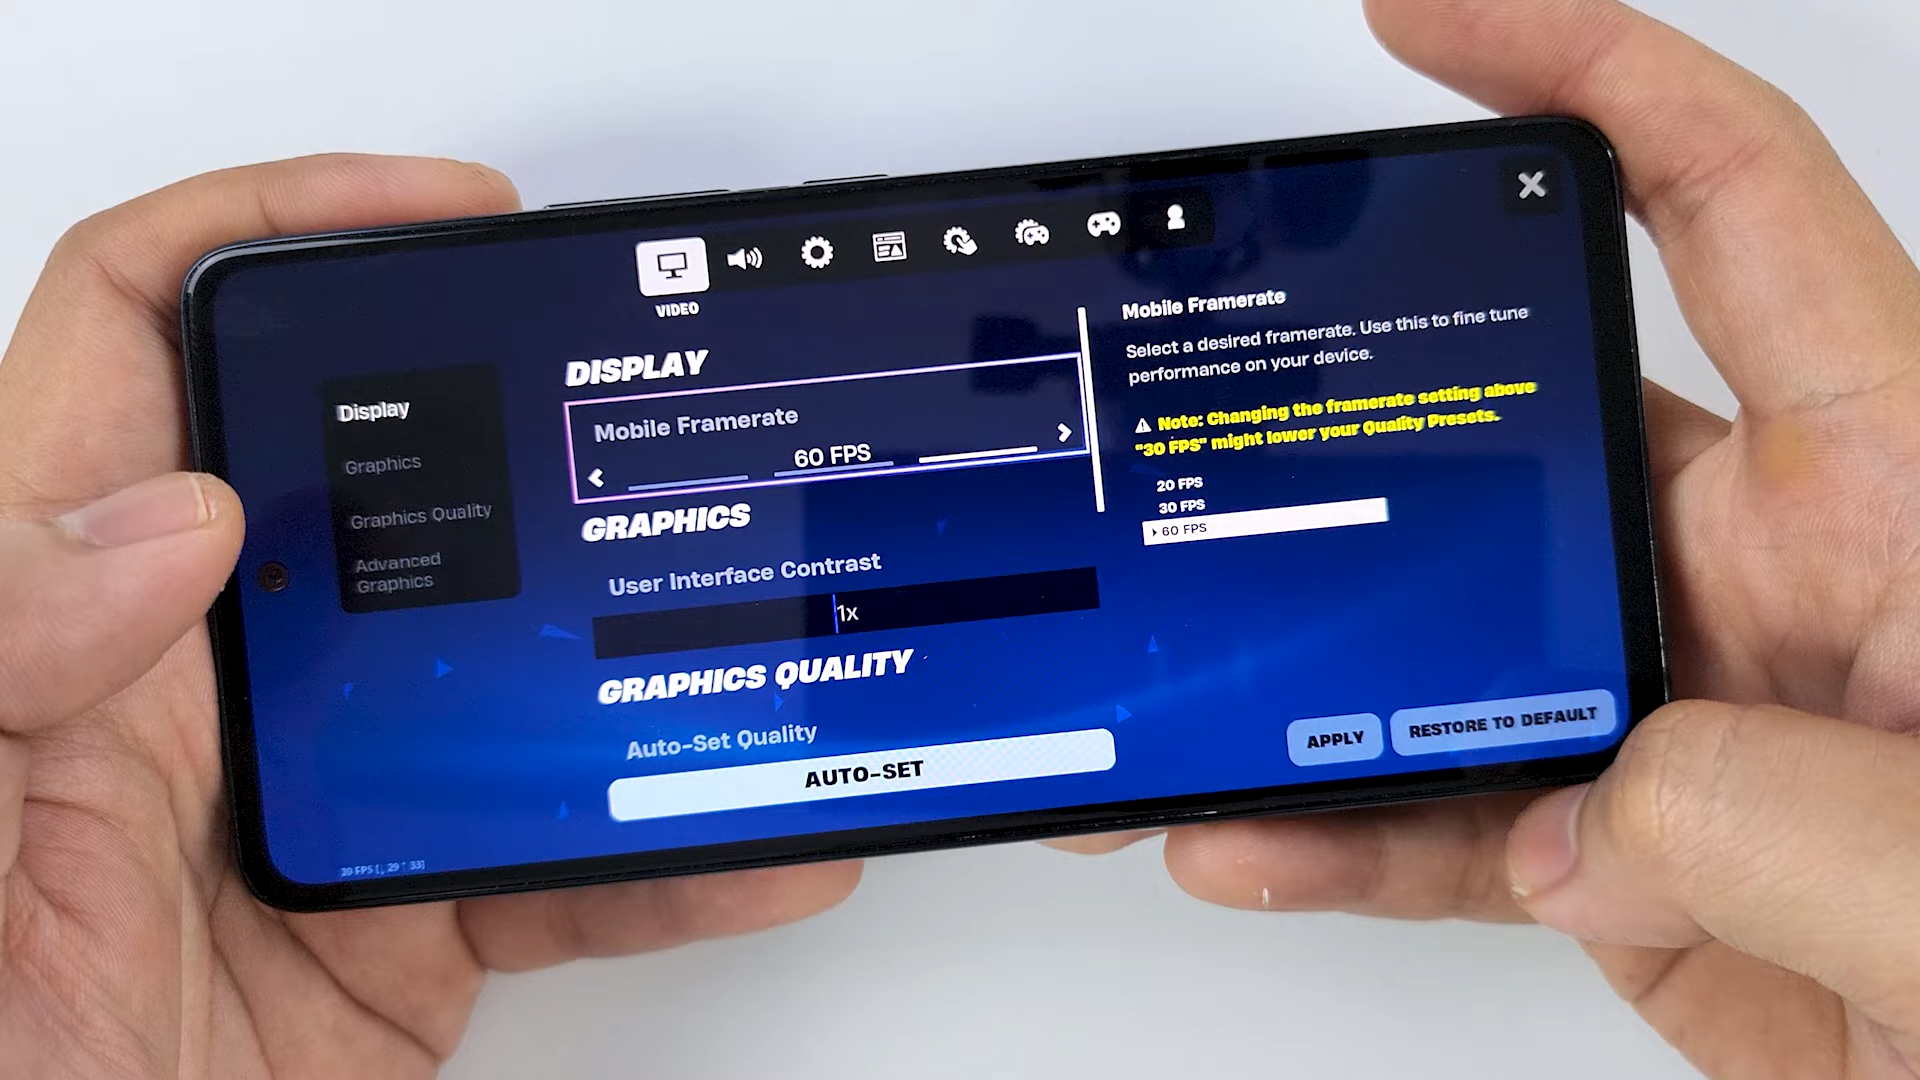 VIDEO
DISPLAY
Mobile Framerate
60 FPS
GRAPHICS
User Interface Contrast
1x
GRAPHICS QUALITY
Auto-Set Quality
AUTO-SET
Display
Graphics
Graphics Quality
Advanced
Graphics
Mobile Framerate
Select a desired framerate. Use this to fine tune
performance on your device.
Note: Changing the framerate setting above
"30 FPS" might lower your Quality Presets.
20 FPS
30 FPS
60 FPS
APPLY
RESTORE TO DEFAULT